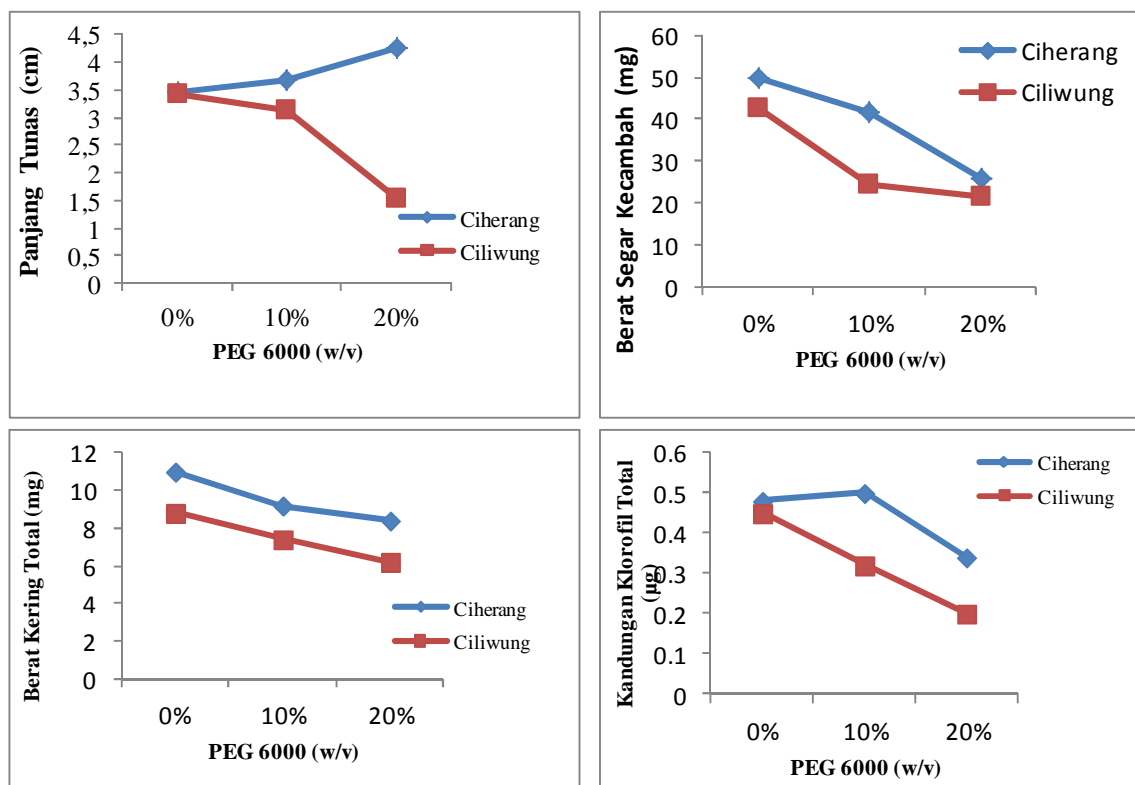 Panjang Tunas (cm)
4,5
4
3,5
3
2,5
2
1,5
1
0,5
0
0% 10% 20%
PEG 6000 (w/v)
Ciherang
Ciliwung
Berat Segar Kecambah (mg)
60
50
40
30
20
10
0
0% 10% 20%
PEG 6000 (w/v)
Ciherang
Ciliwung
Berat Kering Total (mg)
12
10
8
6
4
2
0
0% 10% 20%
PEG 6000 (w/v)
Ciherang
Ciliwung
Kandungan Klorofil Total
(µg)
0.6
0.5
0.4
0.3
0.2
0.1
0
0% 10% 20%
PEG 6000 (w/v)
Ciherang
Ciliwung